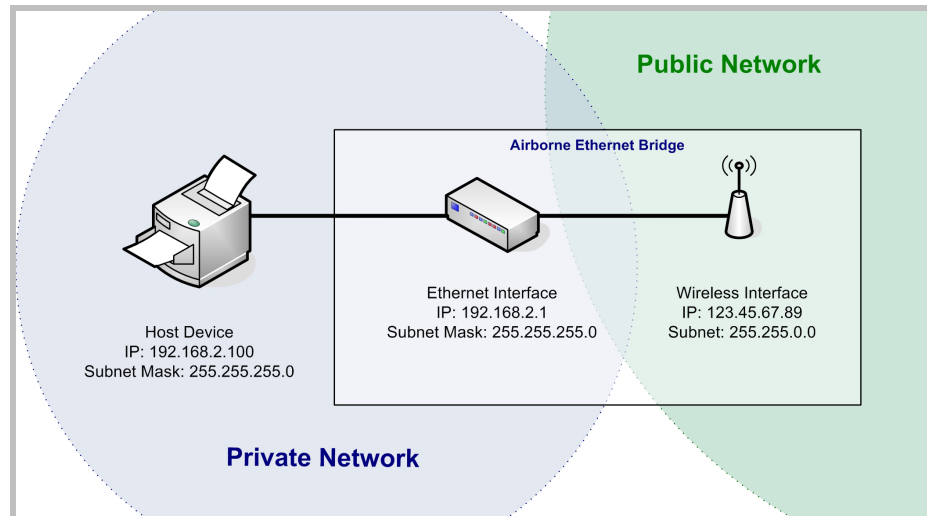 Public Network
Airborne Ethernet Bridge
Ethernet Interface
IP: 192.168.2.1
Subnet Mask: 255.255.255.0
Wireless Interface
IP: 123.45.67.89
Subnet: 255.255.0.0
Host Device
IP: 192.168.2.100
Subnet Mask: 255.255.255.0
Private Network